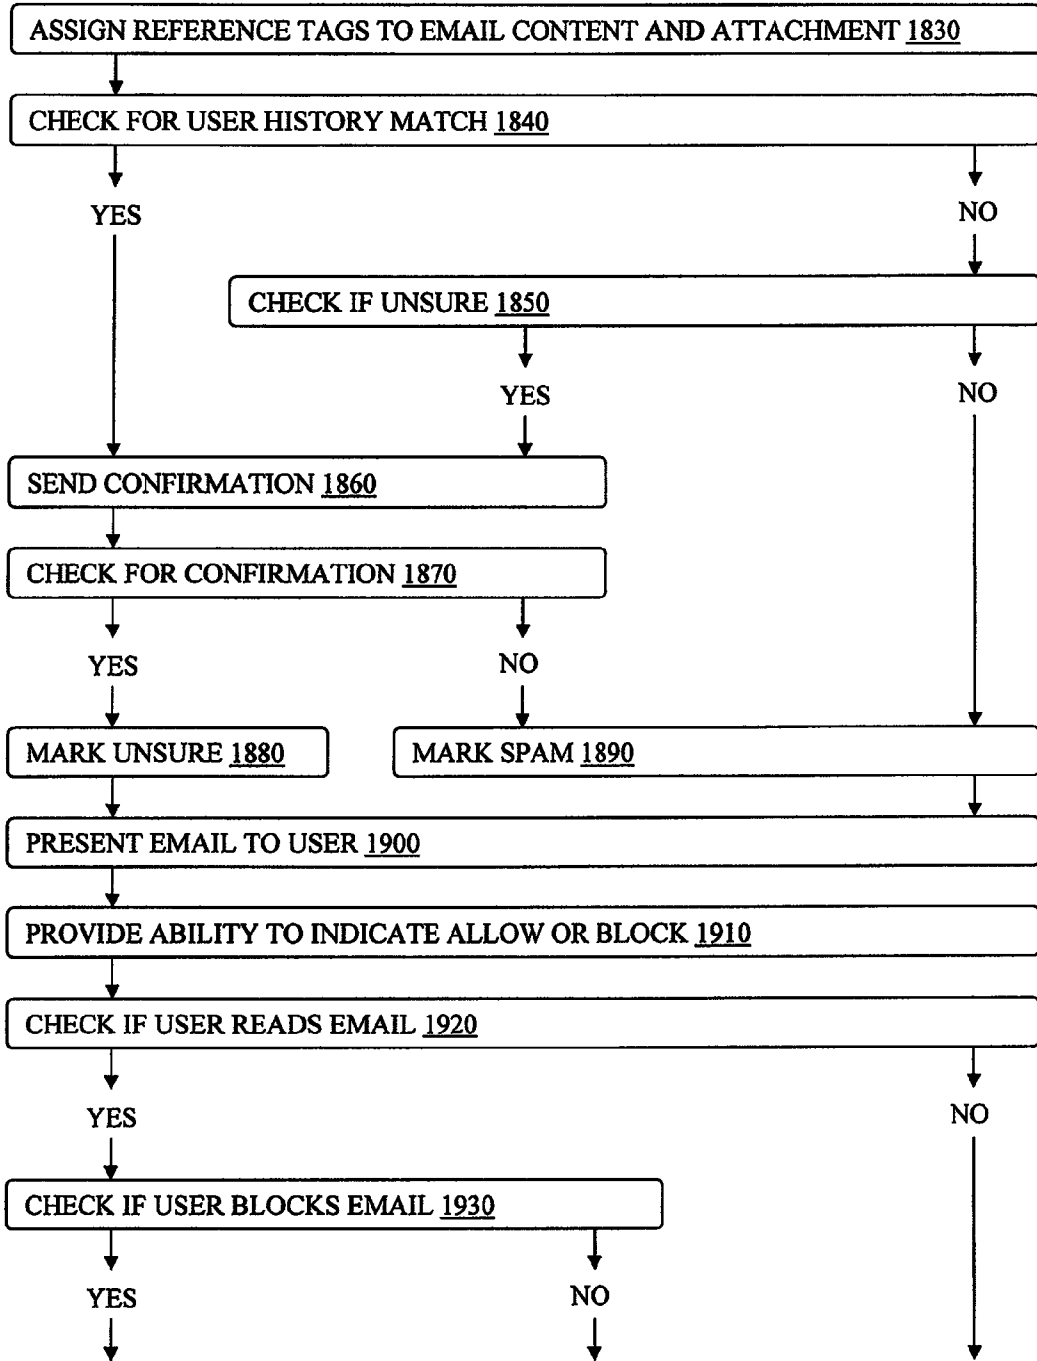 ASSIGN REFERENCE TAGS TO EMAIL CONTENT AND ATTACHMENT 1830
CHECK FOR USER HISTORY MATCH 1840
YES
NO
CHECK IF UNSURE 1850
YES
NO
SEND CONFIRMATION 1860
CHECK FOR CONFIRMATION 1870
YES
NO
MARK UNSURE 1880
MARK SPAM 1890
PRESENT EMAIL TO USER 1900
PROVIDE ABILITY TO INDICATE ALLOW OR BLOCK 1910
CHECK IF USER READS EMAIL 1920
YES
NO
CHECK IF USER BLOCKS EMAIL 1930
YES
NO